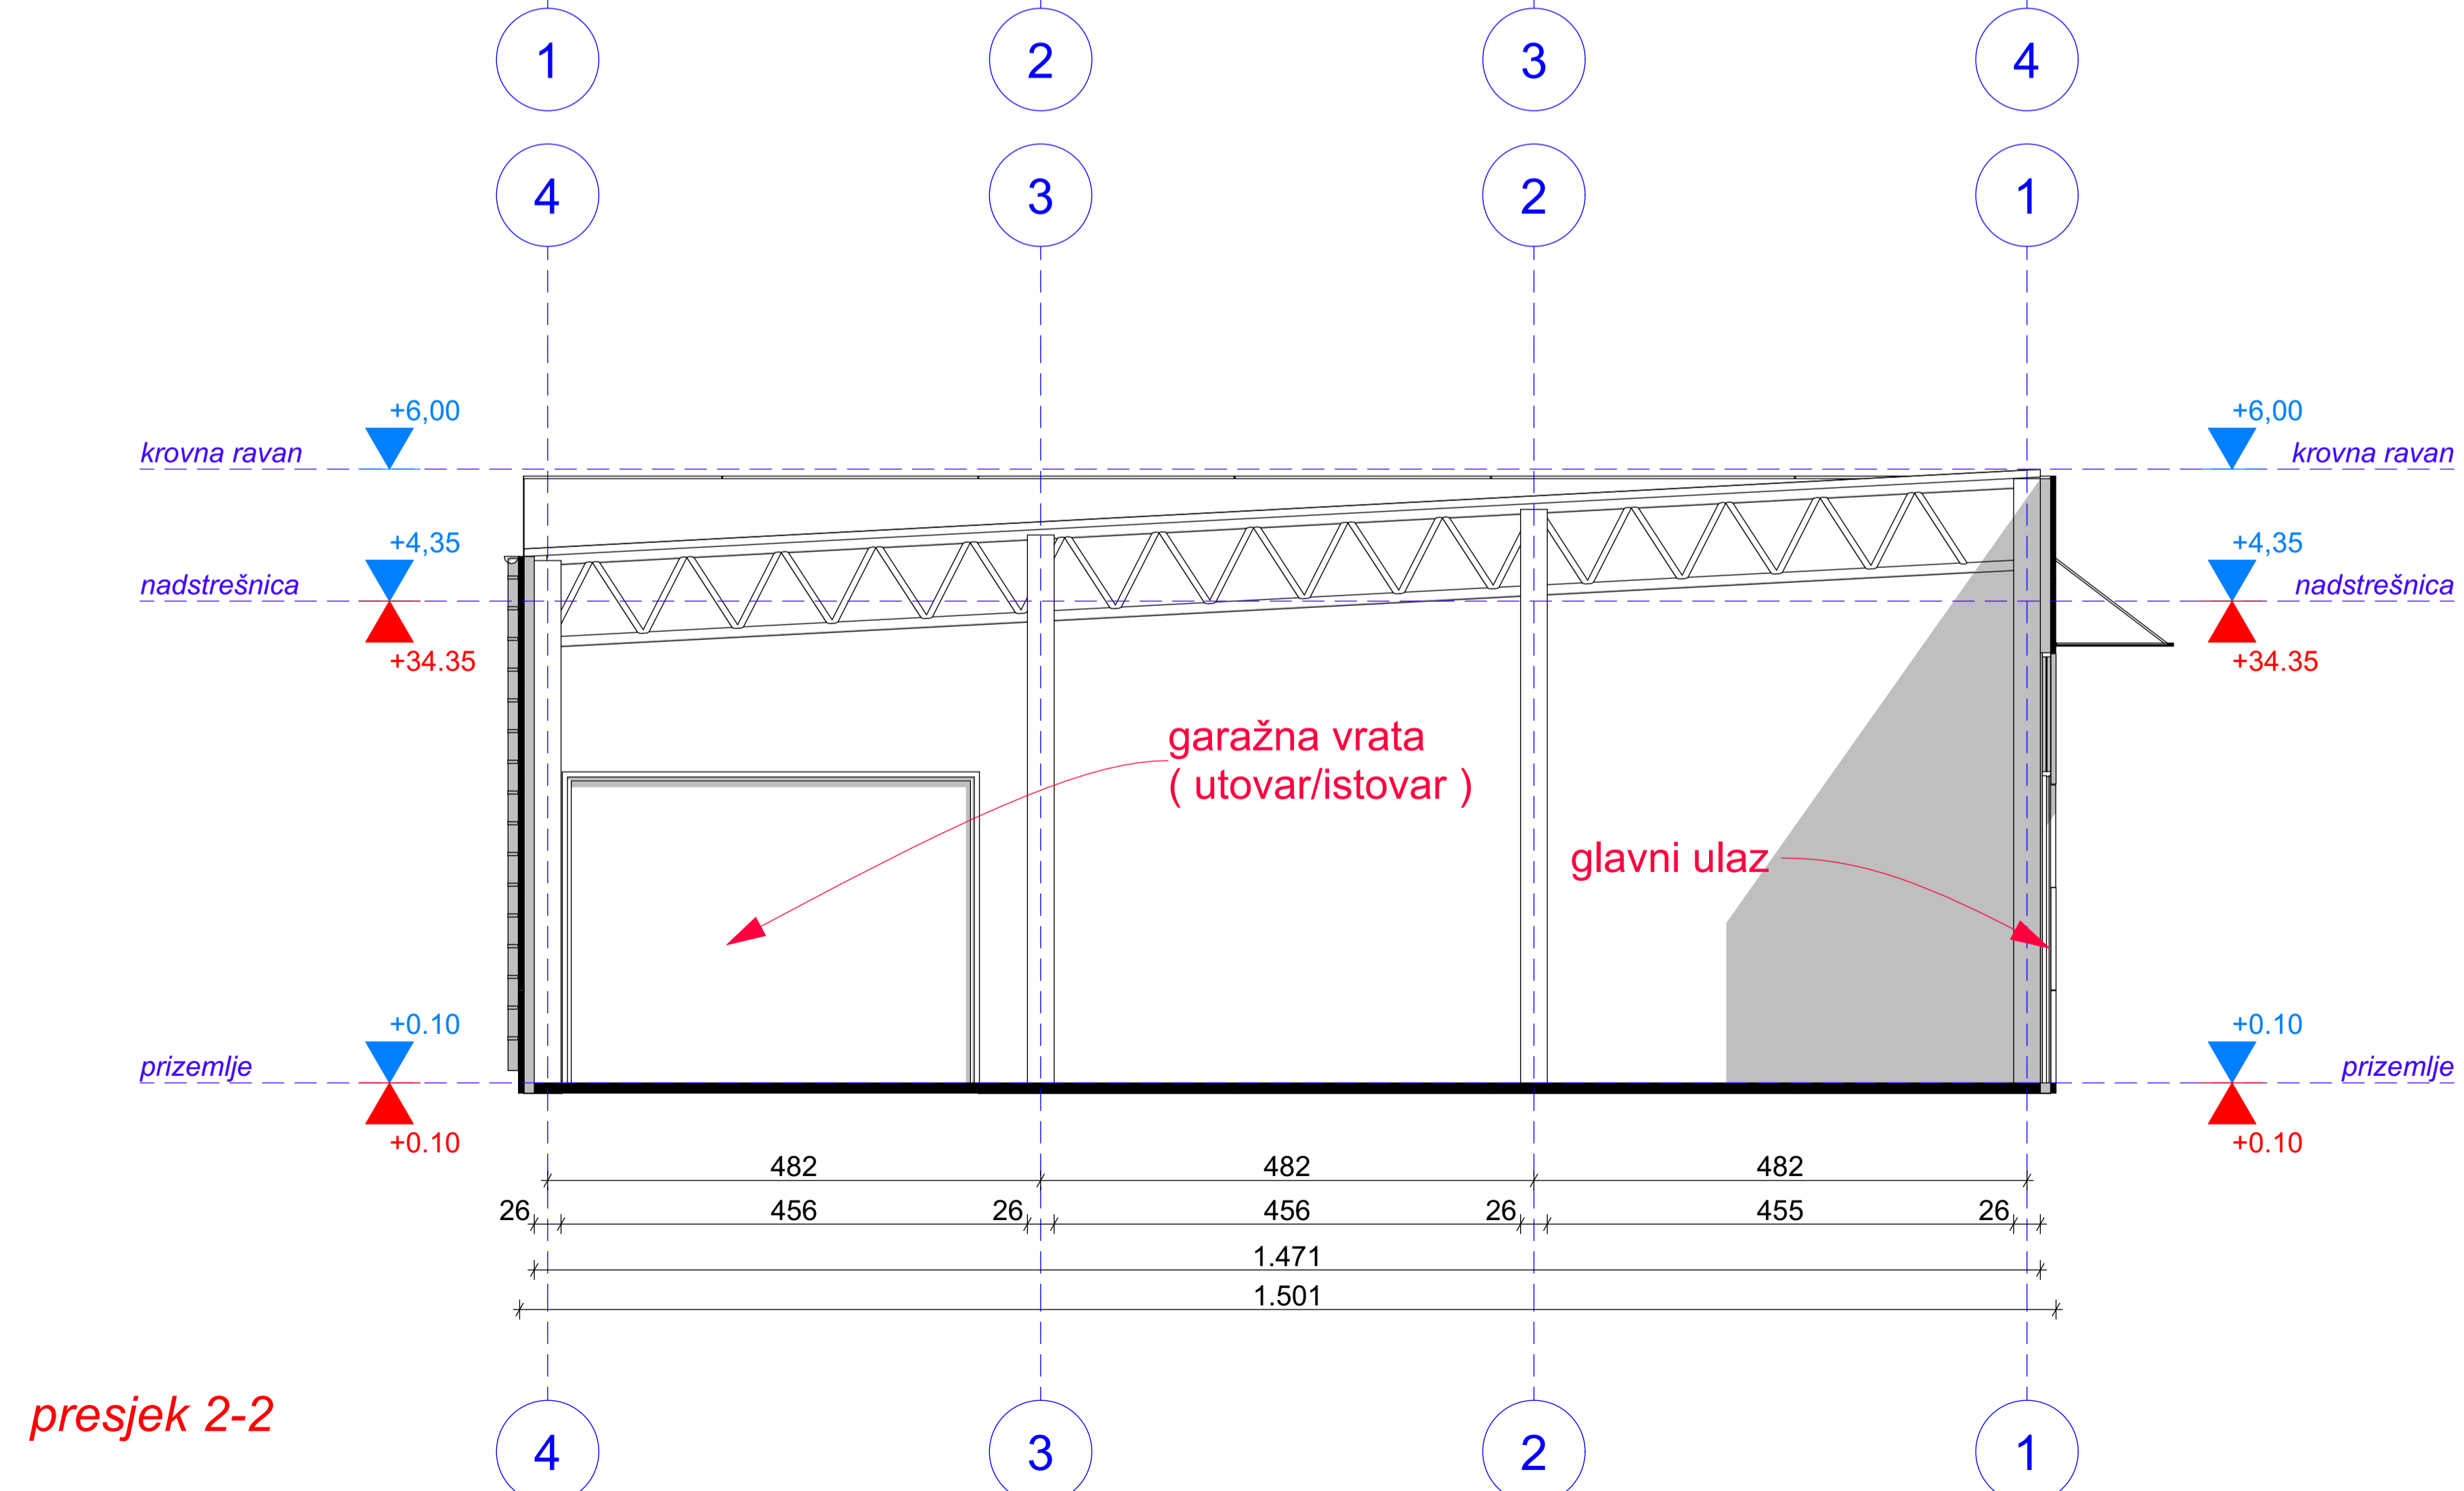 1 2 3 4
4 3 2 1
+6,00 +6,00
krovna ravan krovna ravan
+4,35 +4,35
nadstrešnica nadstrešnica
+34.35 +34.35
garažna vrata
( utovar/istovar )
glavni ulaz
+0.10 +0.10
prizemlje prizemlje
+0.10 +0.10
482 482 482
26 456 26 456 26 455 26
1.471
1.501
presjek 2-2
4 3 2 1